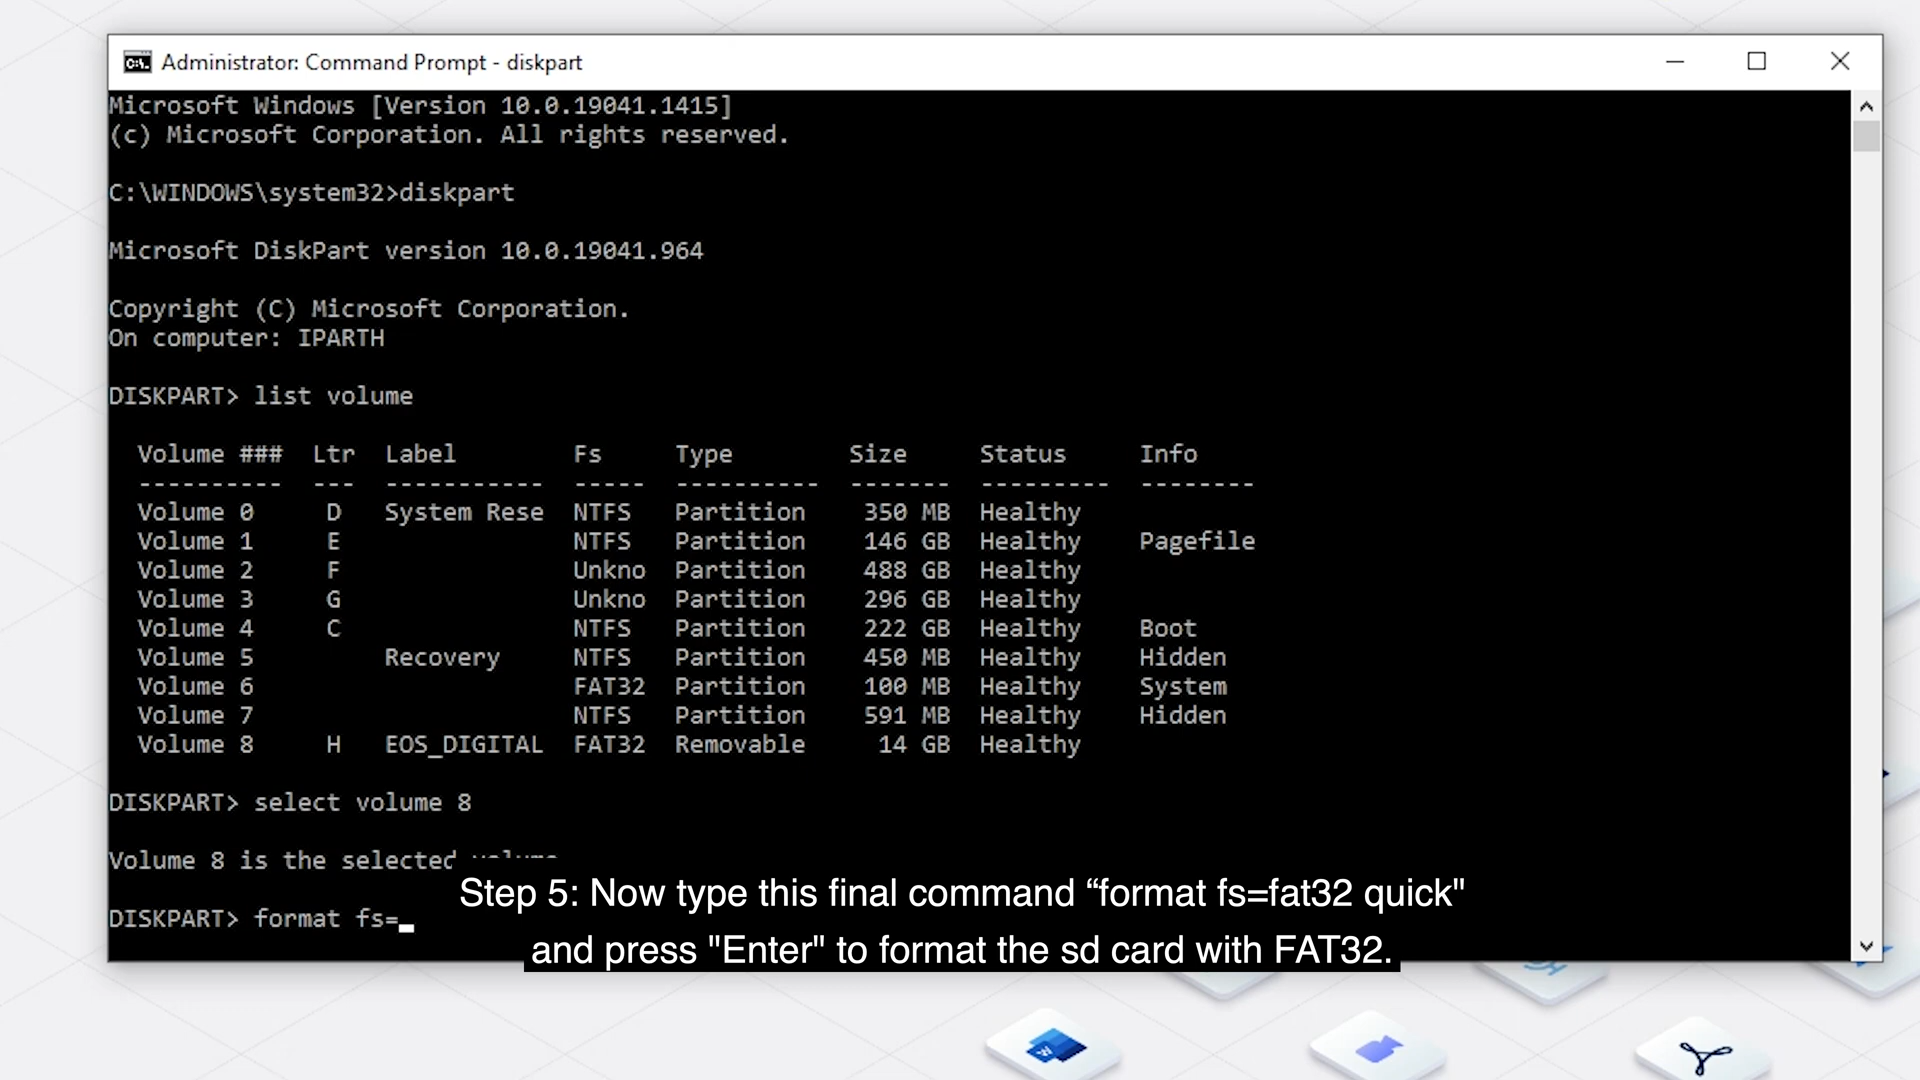 Administrator: Command Prompt - diskpart
Microsoft Windows [Version 10.0.19041.1415]
(c) Microsoft Corporation. All rights reserved.
C:\WINDOWS\system32>diskpart
Microsoft DiskPart version 10.0.19041.964
Copyright (C) Microsoft Corporation.
On computer: IPARTH
DISKPART> list volume
Volume ### Ltr Label Fs Type Size Status Info
---------- --- ----------- ----- ---------- ------- --------- --------
Volume 0 D System Rese NTFS Partition 350 MB Healthy
Volume 1 E NTFS Partition 146 GB Healthy Pagefile
Volume 2 F Unkno Partition 488 GB Healthy
Volume 3 G Unkno Partition 296 GB Healthy
Volume 4 C NTFS Partition 222 GB Healthy Boot
Volume 5 Recovery NTFS Partition 450 MB Healthy Hidden
Volume 6 FAT32 Partition 100 MB Healthy System
Volume 7 NTFS Partition 591 MB Healthy Hidden
Volume 8 H EOS_DIGITAL FAT32 Removable 14 GB Healthy
DISKPART> select volume 8
Volume 8 is the selected
DISKPART> format fs=
Step 5: Now type this final command “format fs=fat32 quick"
and press "Enter" to format the sd card with FAT32.